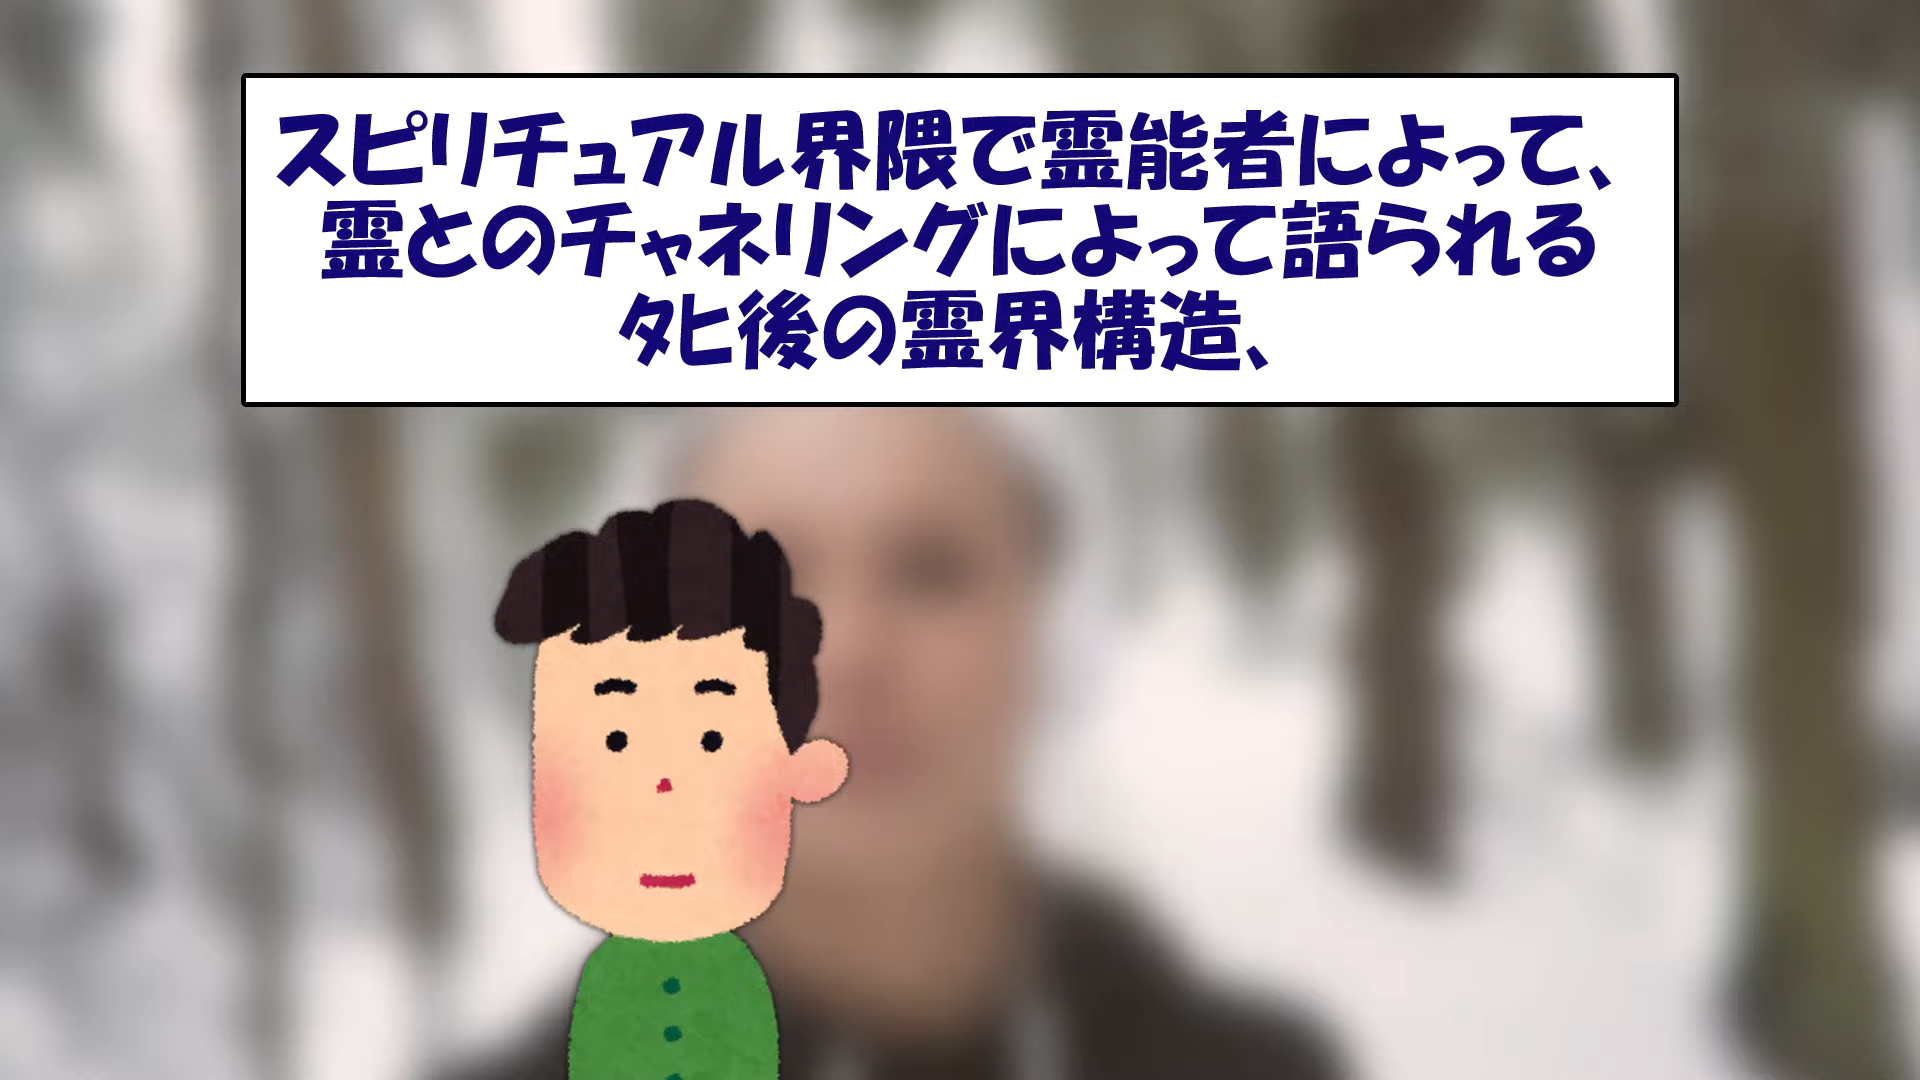 スピリチュアル界隈で霊能者によって、
霊とのチャネリングによって語られる
タヒ後の霊界構造、